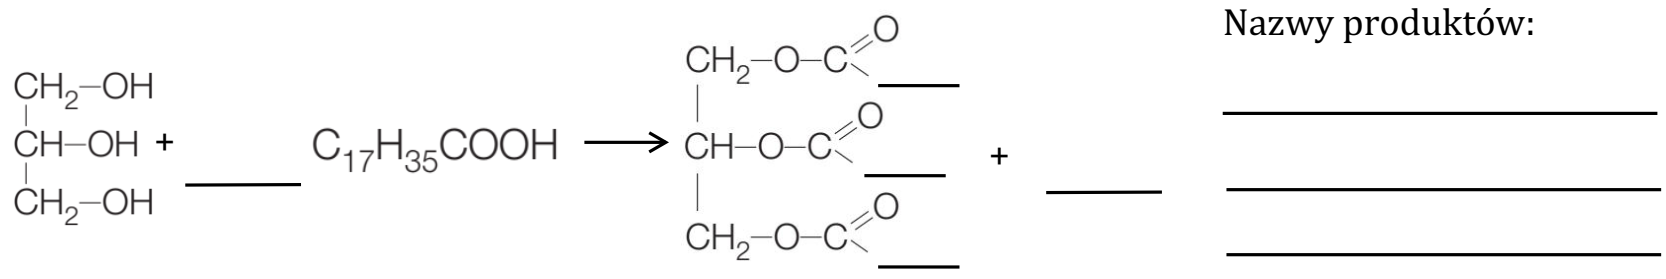 Nazwy produktów:
O
CH₂–O–C
CH₂–OH
O
CH–OH + C₁₇H₃₅COOH → CH–O–C +
O
CH₂–OH
CH₂–O–C